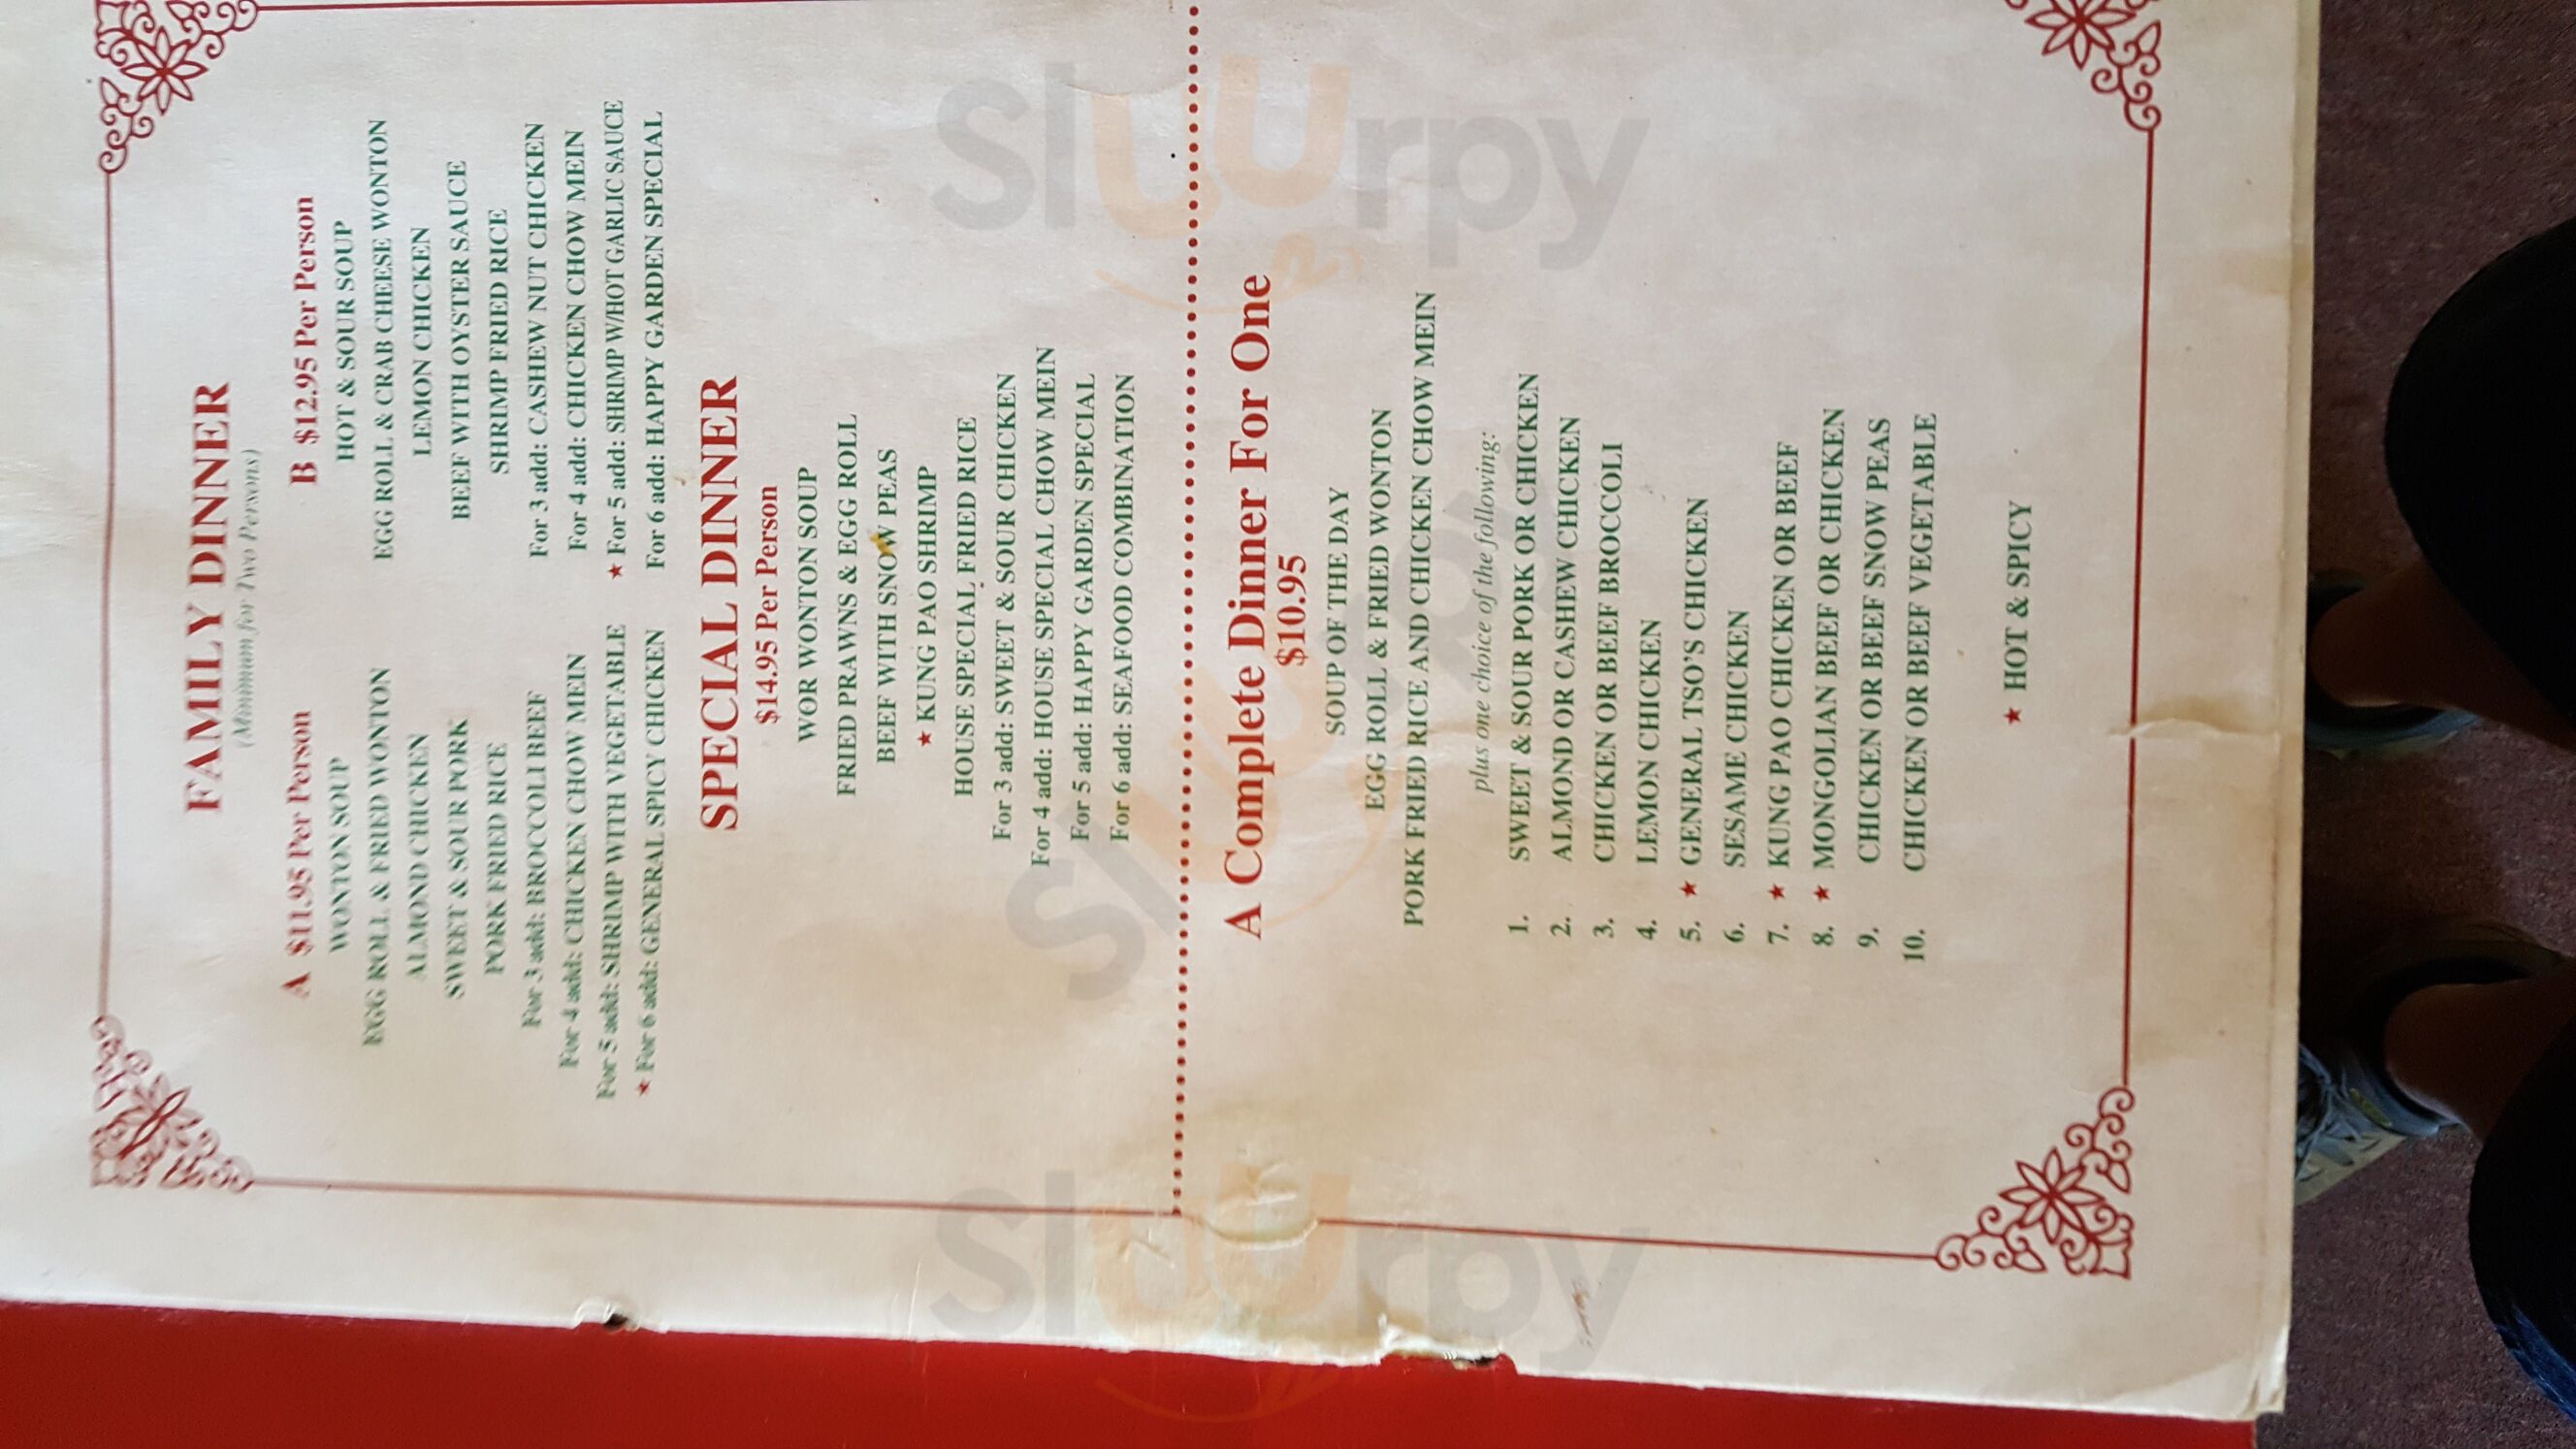 FAMILY DINNER
(Minimum for Two Persons)
A $11.95 Per Person
WONTON SOUP
EGG ROLL & FRIED WONTON
ALMOND CHICKEN
SWEET & SOUR PORK
PORK FRIED RICE
For 3 add: BROCCOLI BEEF
For 4 add: CHICKEN CHOW MEIN
For 5 add: SHRIMP WITH VEGETABLE
★ For 6 add: GENERAL SPICY CHICKEN
B $12.95 Per Person
HOT & SOUR SOUP
EGG ROLL & CRAB CHEESE WONTON
LEMON CHICKEN
BEEF WITH OYSTER SAUCE
SHRIMP FRIED RICE
For 3 add: CASHEW NUT CHICKEN
For 4 add: CHICKEN CHOW MEIN
★ For 5 add: SHRIMP W/HOT GARLIC SAUCE
For 6 add: HAPPY GARDEN SPECIAL
SPECIAL DINNER
$14.95 Per Person
WOR WONTON SOUP
FRIED PRAWNS & EGG ROLL
BEEF WITH SNOW PEAS
★ KUNG PAO SHRIMP
HOUSE SPECIAL FRIED RICE
For 3 add: SWEET & SOUR CHICKEN
For 4 add: HOUSE SPECIAL CHOW MEIN
For 5 add: HAPPY GARDEN SPECIAL
For 6 add: SEAFOOD COMBINATION
A Complete Dinner For One
$10.95
SOUP OF THE DAY
EGG ROLL & FRIED WONTON
PORK FRIED RICE AND CHICKEN CHOW MEIN
plus one choice of the following:
1. SWEET & SOUR PORK OR CHICKEN
2. ALMOND OR CASHEW CHICKEN
3. CHICKEN OR BEEF BROCCOLI
4. LEMON CHICKEN
5. ★ GENERAL TSO'S CHICKEN
6. SESAME CHICKEN
7. ★ KUNG PAO CHICKEN OR BEEF
8. ★ MONGOLIAN BEEF OR CHICKEN
9. CHICKEN OR BEEF SNOW PEAS
10. CHICKEN OR BEEF VEGETABLE
★ HOT & SPICY
Sluurpy
Sluurpy
Sluurpy